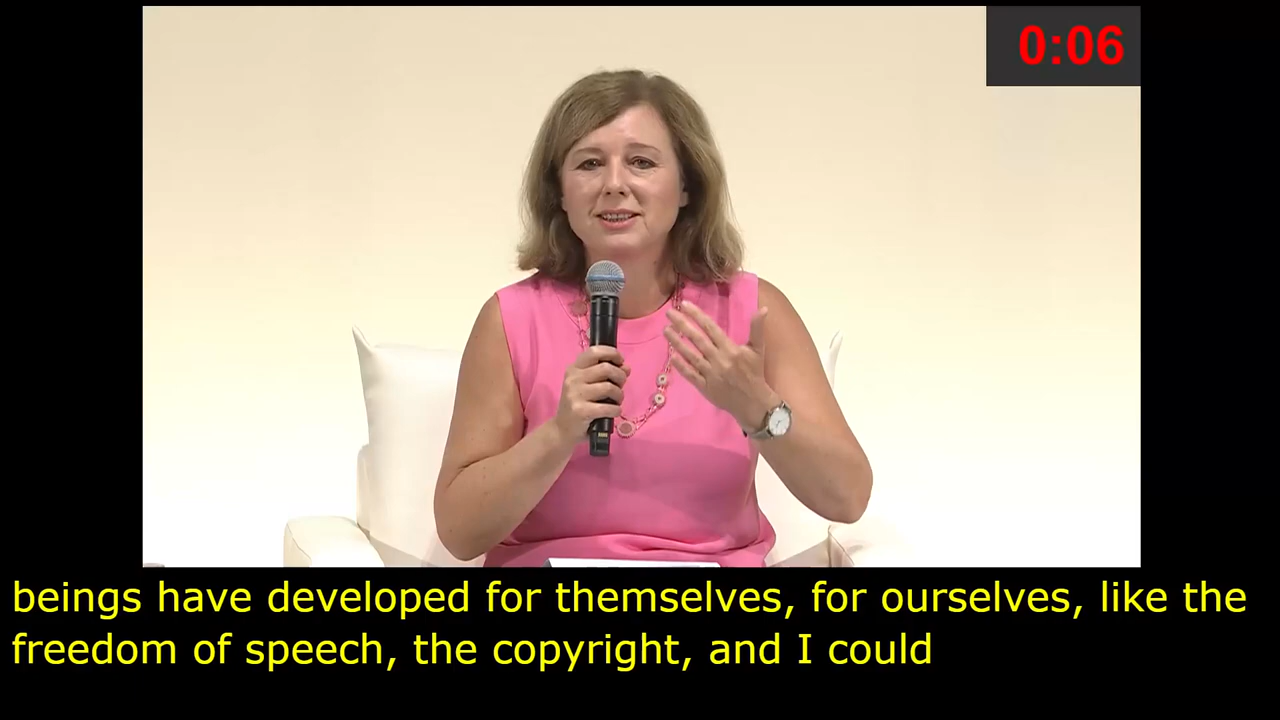 0:06
beings have developed for themselves, for ourselves, like the
freedom of speech, the copyright, and I could